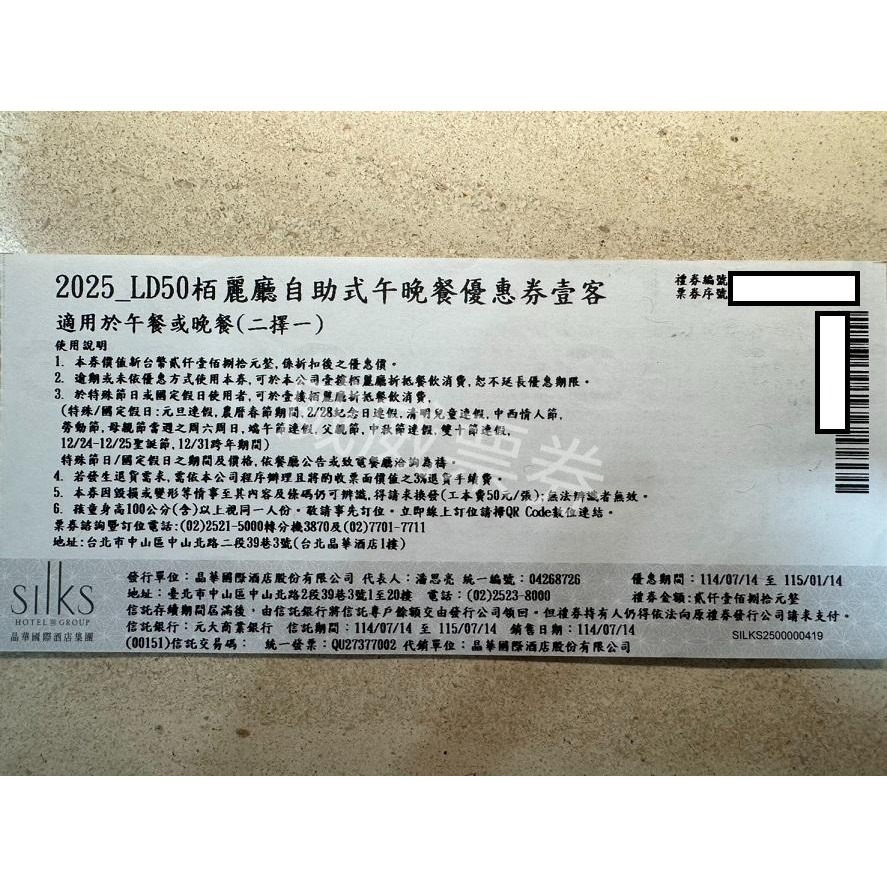 2025_LD50栢麗廳自助式午晚餐優惠券壹客
禮券編號
票券序號
適用於午餐或晚餐(二擇一)
使用說明
1. 本券價值新台幣貳仟壹佰捌拾元整,係折扣後之優惠價。
2. 逾期或未依優惠方式使用本券,可於本公司壹樓栢麗廳折抵餐飲消費,恕不延長優惠期限。
3. 於特殊節日或國定假日使用者,可於壹樓栢麗廳折抵餐飲消費,
(特殊/國定假日:元旦連假,農曆春節期間,2/28紀念日連假,清明兒童連假,中西情人節,
勞動節,母親節當週之周六周日,端午節連假,父親節,中秋節連假,雙十節連假,
12/24-12/25聖誕節,12/31跨年期間)
特殊節日/國定假日之期間及價格,依餐廳公告或致電餐廳洽詢為禱。
4. 若發生退貨需求,需依本公司程序辦理且將酌收票面價值之3%退貨手續費。
5. 本券因毀損或變形等情事至其內容及條碼仍可辨識,得請求換發(工本費50元/張);無法辨識者無效。
6. 孩童身高100公分(含)以上視同一人份。敬請事先訂位。立即線上訂位請掃QR Code數位連結。
票券諮詢暨訂位電話:(02)2521-5000轉分機3870及(02)7701-7711
地址:台北市中山區中山北路二段39巷3號(台北晶華酒店1樓)
silks
HOTEL GROUP
晶華國際酒店集團
發行單位:晶華國際酒店股份有限公司 代表人:潘思亮 統一編號:04268726 優惠期間:114/07/14 至 115/01/14
地址:臺北市中山區中山北路2段39巷3號1至20樓 電話:(02)2523-8000 禮券金額:貳仟壹佰捌拾元整
信託存續期間屆滿後,由信託銀行將信託專戶餘額交由發行公司領回。但禮券持有人仍得依法向原禮券發行公司請求支付。
信託銀行:元大商業銀行 信託期間:114/07/14 至 115/07/14 銷售日期:114/07/14
SILKS2500000419
(00151)信託交易碼: 統一發票:QU27377002 代銷單位:晶華國際酒店股份有限公司
票券